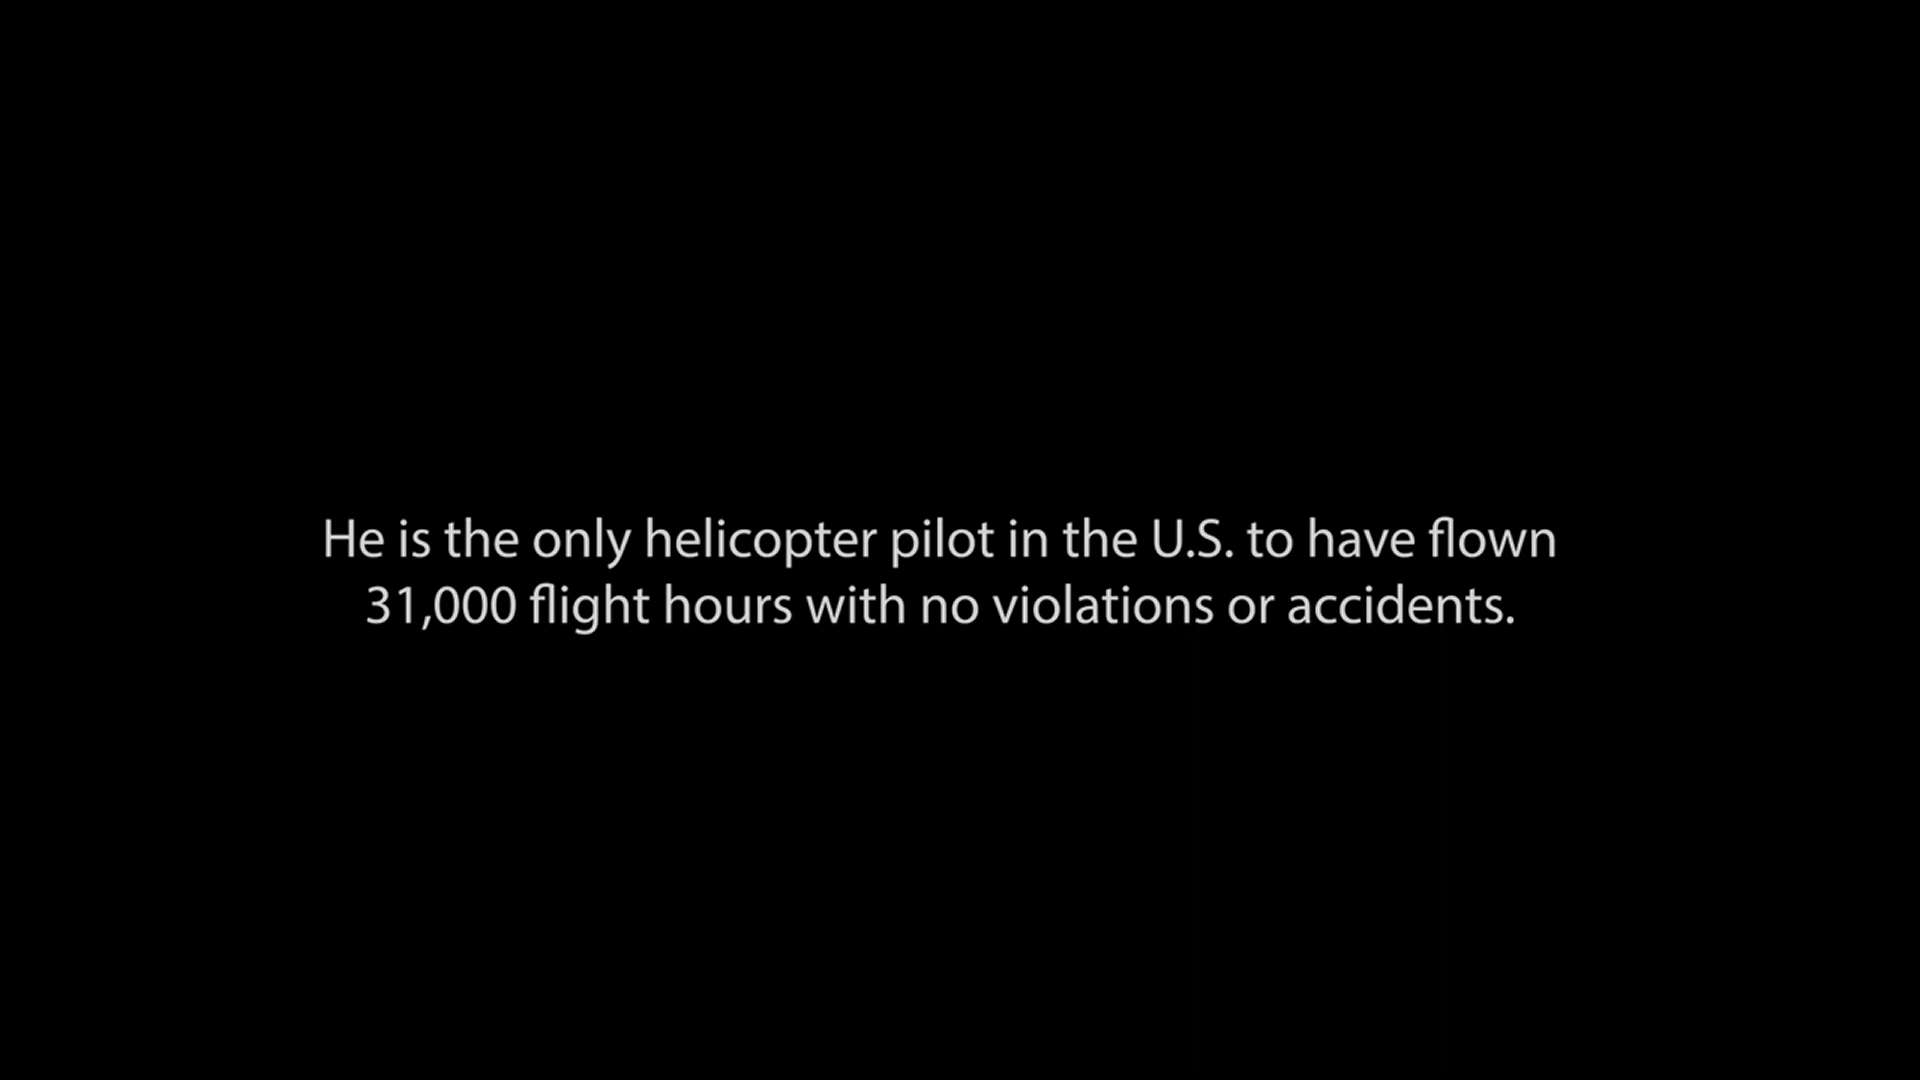 He is the only helicopter pilot in the U.S. to have flown
31,000 flight hours with no violations or accidents.